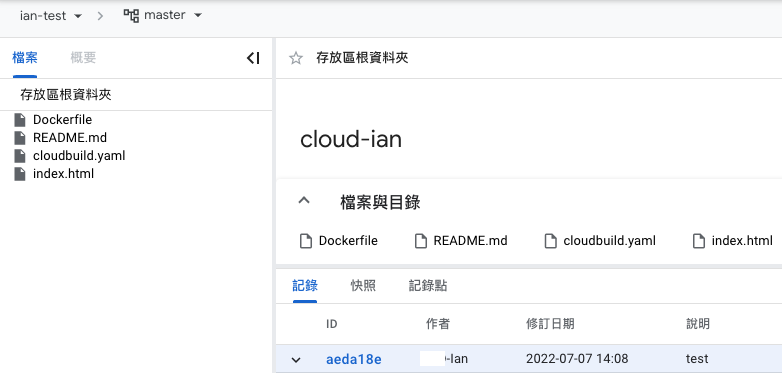 ian-test master
檔案 概要
存放區根資料夾
Dockerfile
README.md
cloudbuild.yaml
index.html
存放區根資料夾
cloud-ian
檔案與目錄
Dockerfile README.md cloudbuild.yaml index.html
記錄 快照 記錄點
ID 作者 修訂日期 說明
aeda18e -Ian 2022-07-07 14:08 test